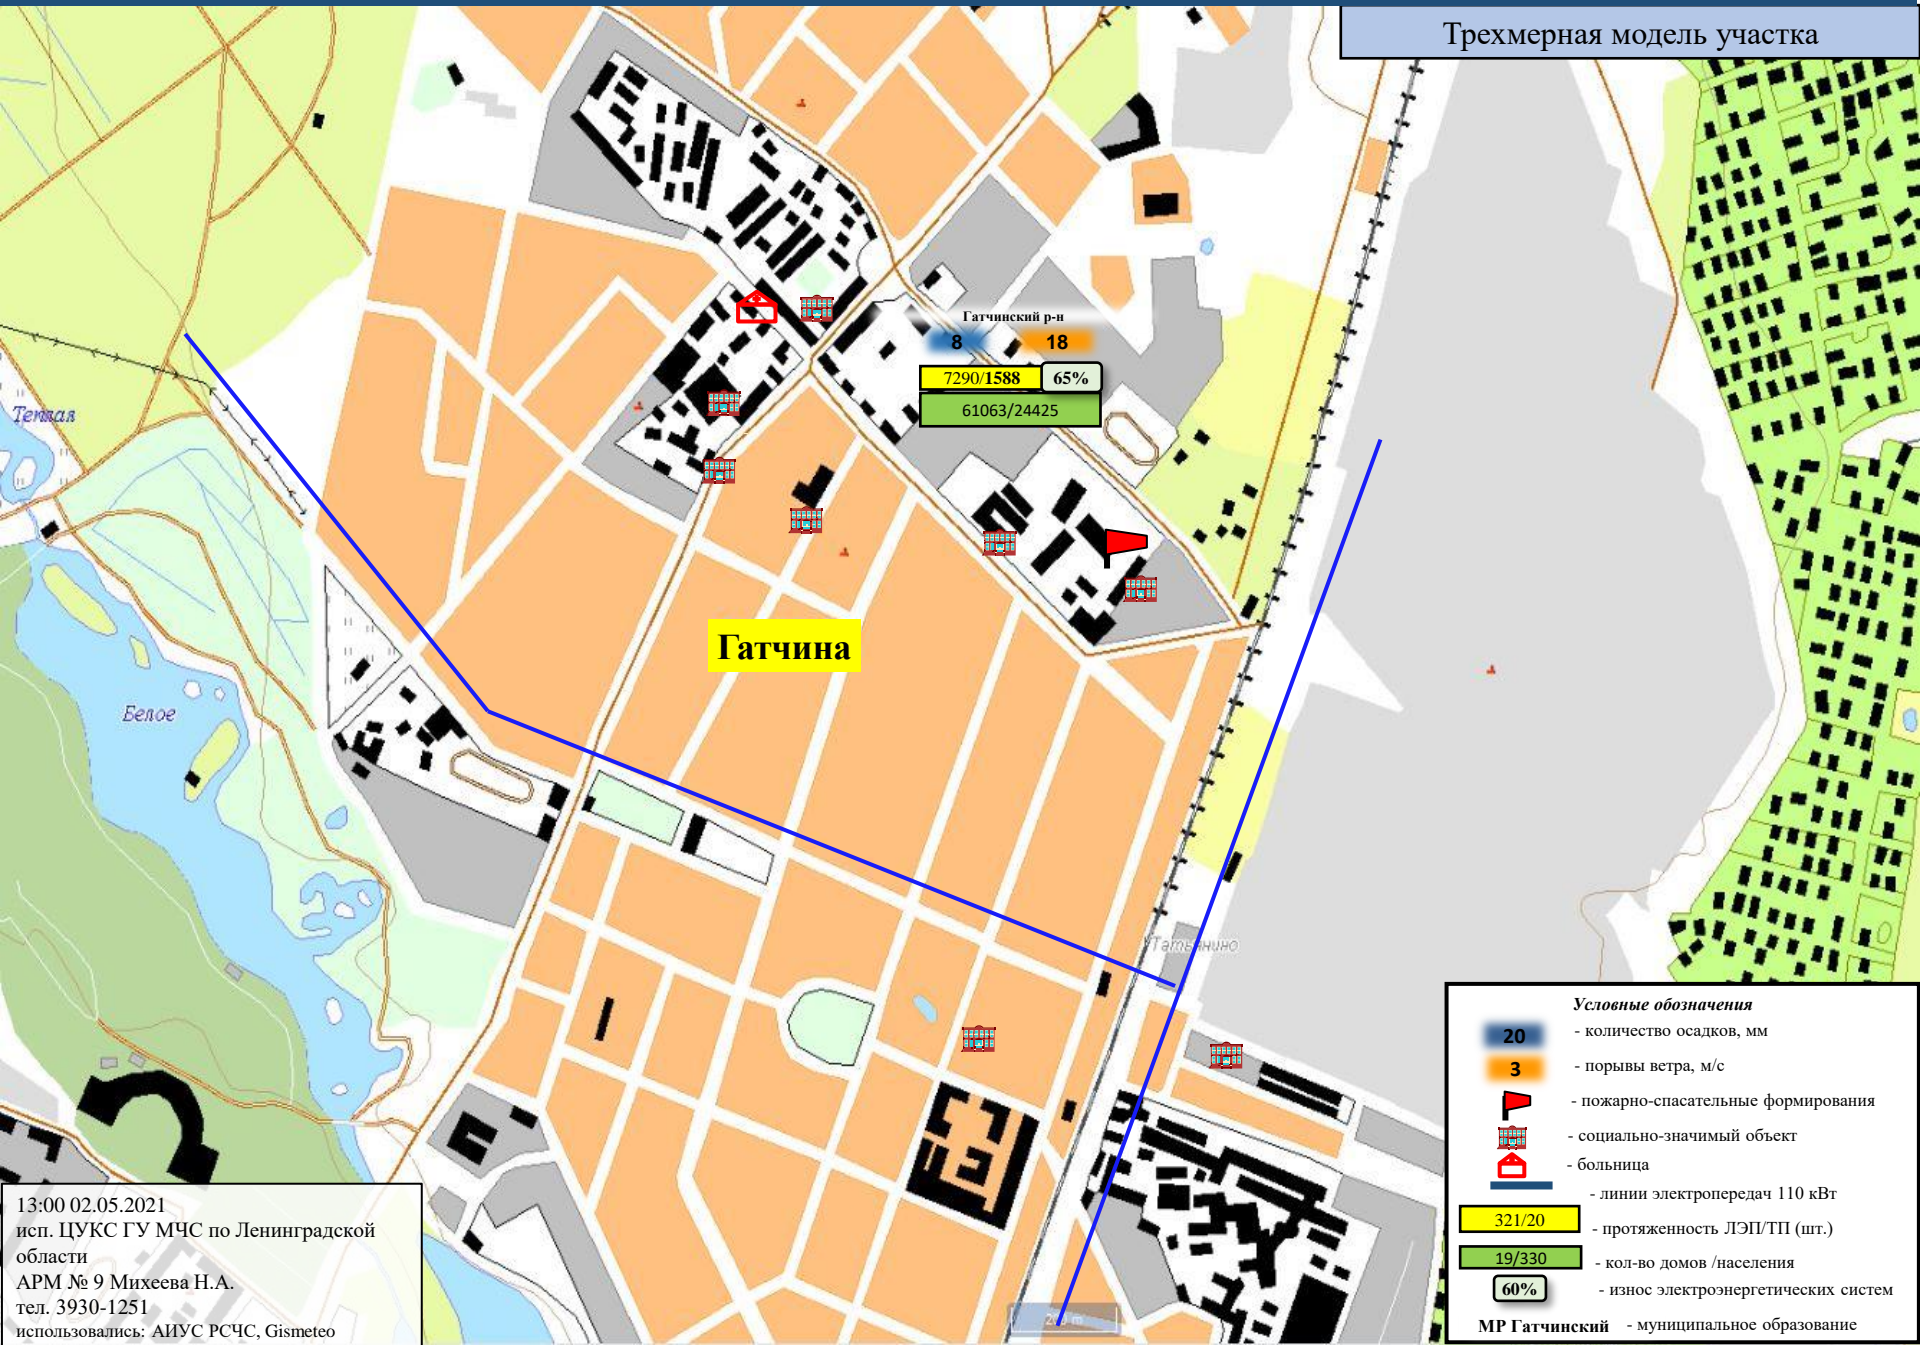 Трехмерная модель участка
Гатчинский р-н
8 18
7290/1588 65%
61063/24425
Теплая
Гатчина
Белое
Татьянино
Условные обозначения
20 - количество осадков, мм
3 - порывы ветра, м/с
- пожарно-спасательные формирования
- социально-значимый объект
- больница
- линии электропередач 110 кВт
321/20 - протяженность ЛЭП/ТП (шт.)
19/330 - кол-во домов /населения
60% - износ электроэнергетических систем
МР Гатчинский - муниципальное образование
13:00 02.05.2021
исп. ЦУКС ГУ МЧС по Ленинградской
области
АРМ № 9 Михеева Н.А.
тел. 3930-1251
использовались: АИУС РСЧС, Gismeteo